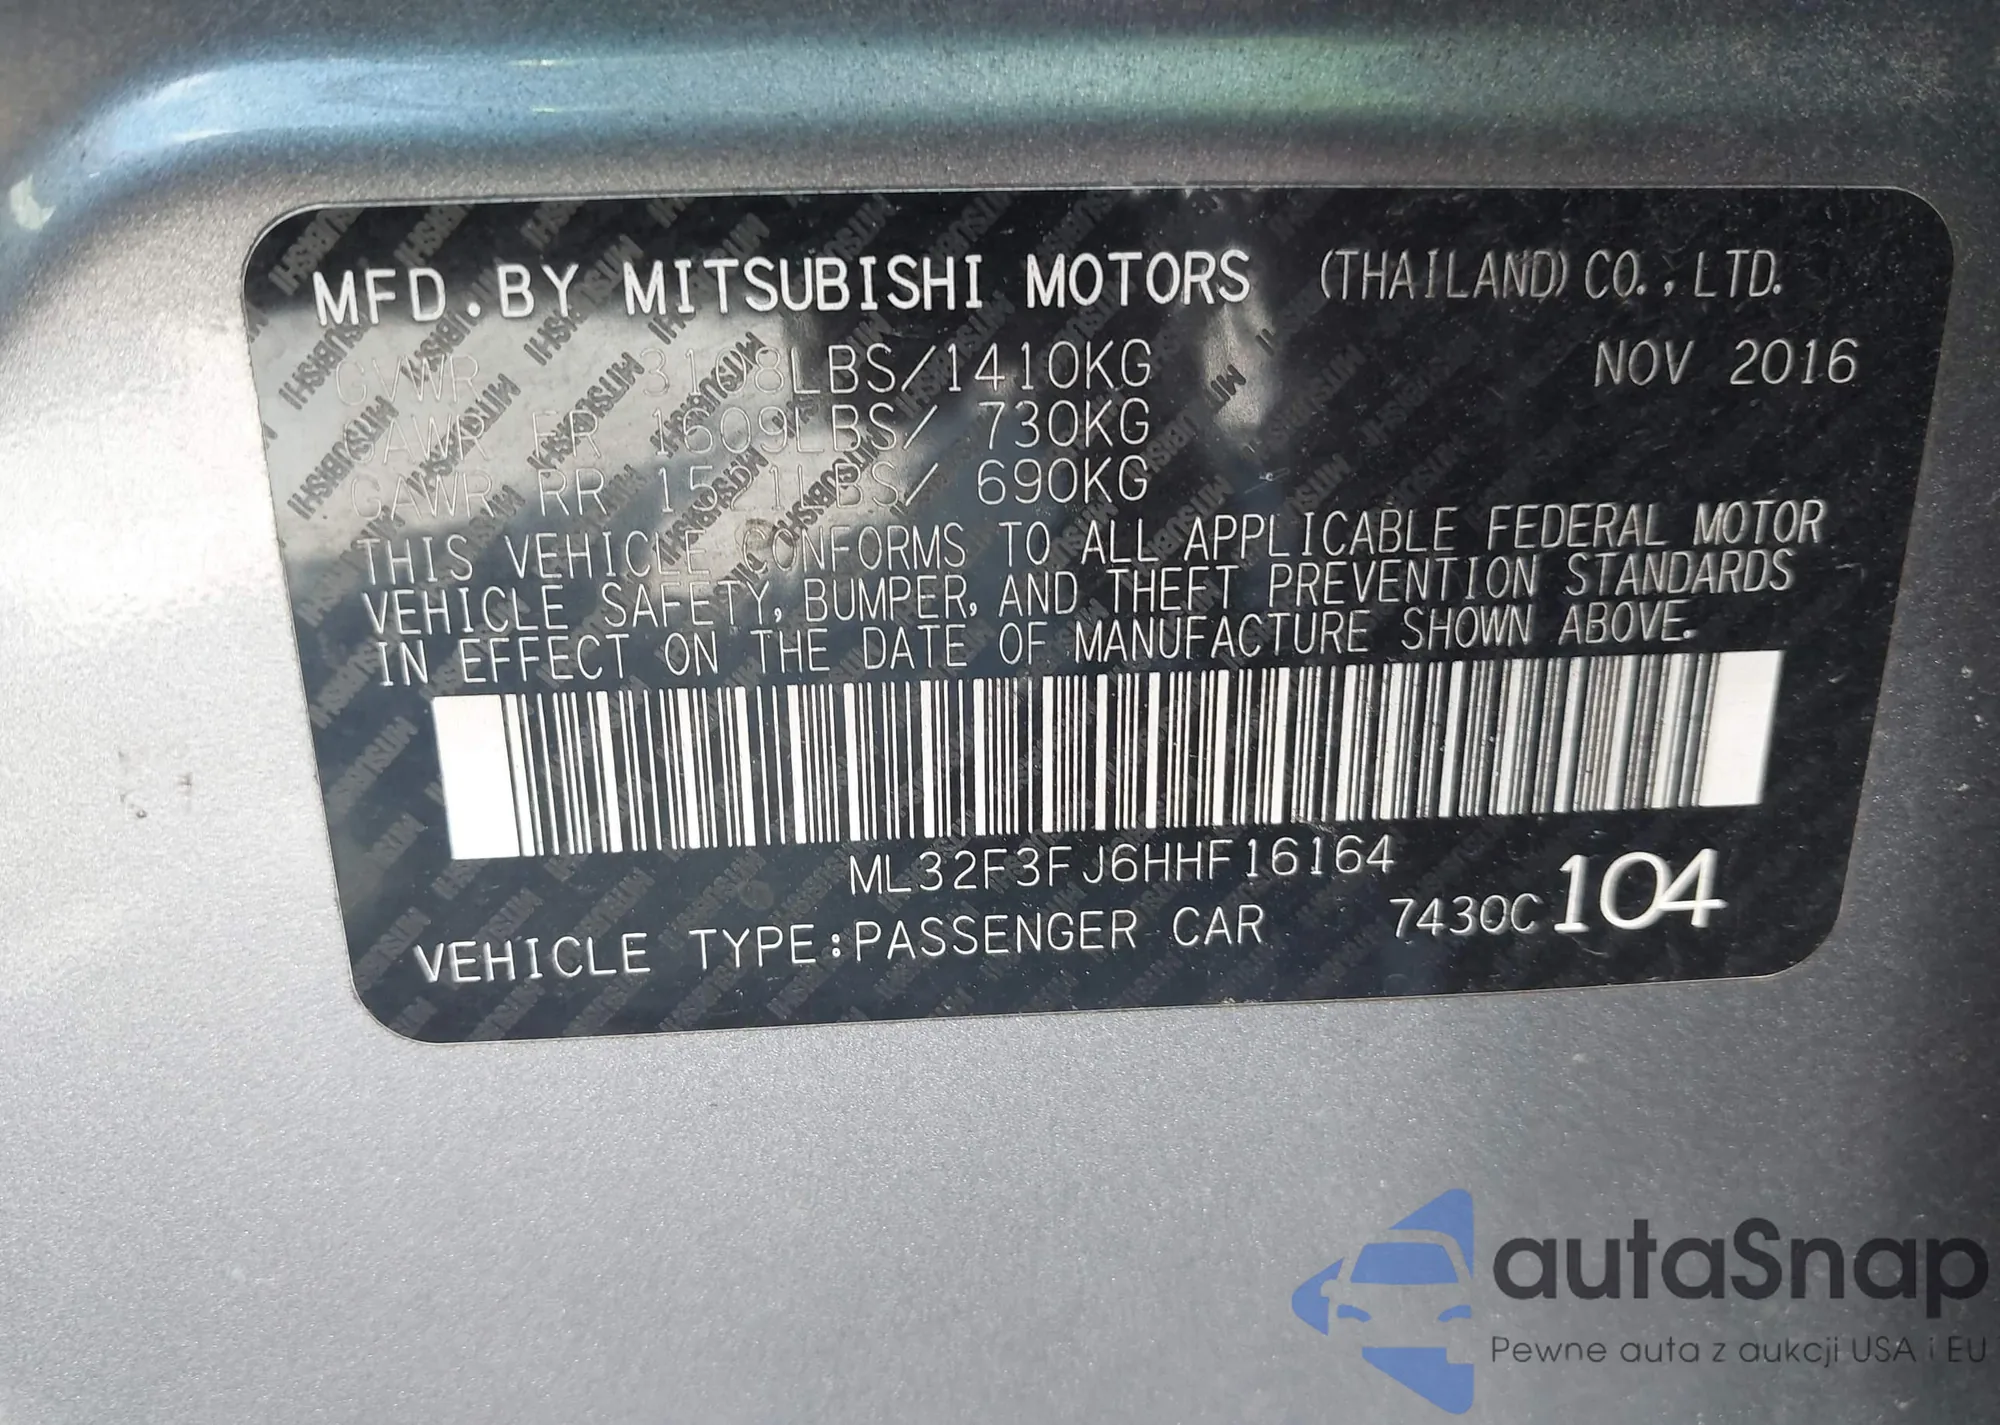 MFD.BY MITSUBISHI MOTORS (THAILAND) CO.,LTD.
NOV 2016
GVWR 3108LBS/1410KG
GAWR FR 1609LBS/ 730KG
GAWR RR 1521LBS/ 690KG
THIS VEHICLE CONFORMS TO ALL APPLICABLE FEDERAL MOTOR
VEHICLE SAFETY, BUMPER, AND THEFT PREVENTION STANDARDS
IN EFFECT ON THE DATE OF MANUFACTURE SHOWN ABOVE.
ML32F3FJ6HHF16164
VEHICLE TYPE:PASSENGER CAR 7430C 104
autaSnap
Pewne auta z aukcji USA i EU